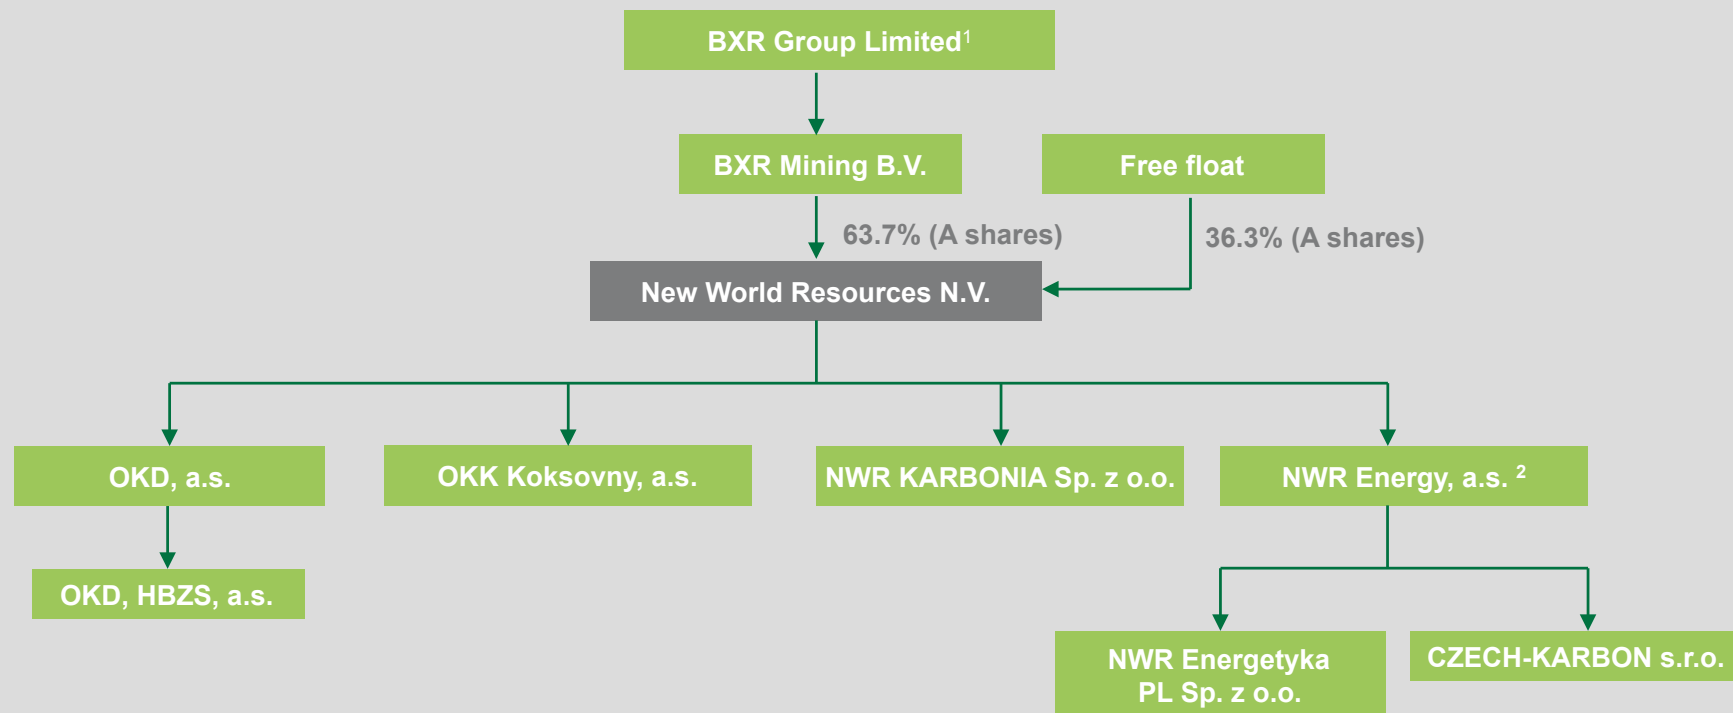 BXR Group Limited¹
BXR Mining B.V.
Free float
63.7% (A shares)
36.3% (A shares)
New World Resources N.V.
OKD, a.s.
OKK Koksovny, a.s.
NWR KARBONIA Sp. z o.o.
NWR Energy, a.s. ²
OKD, HBZS, a.s.
NWR Energetyka
PL Sp. z o.o.
CZECH-KARBON s.r.o.